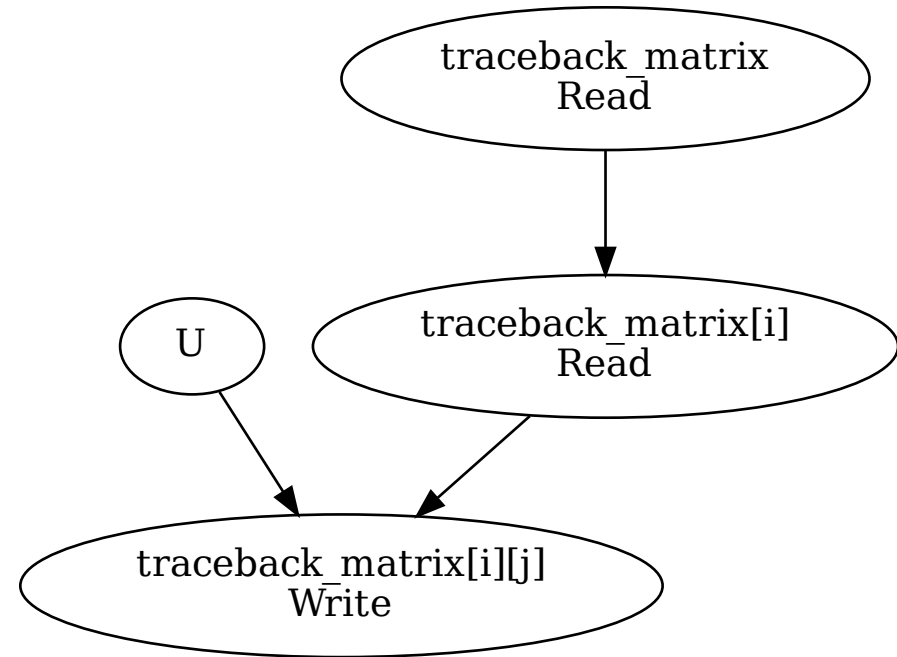 traceback_matrix
Read
traceback_matrix[i]
Read
U
traceback_matrix[i][j]
Write